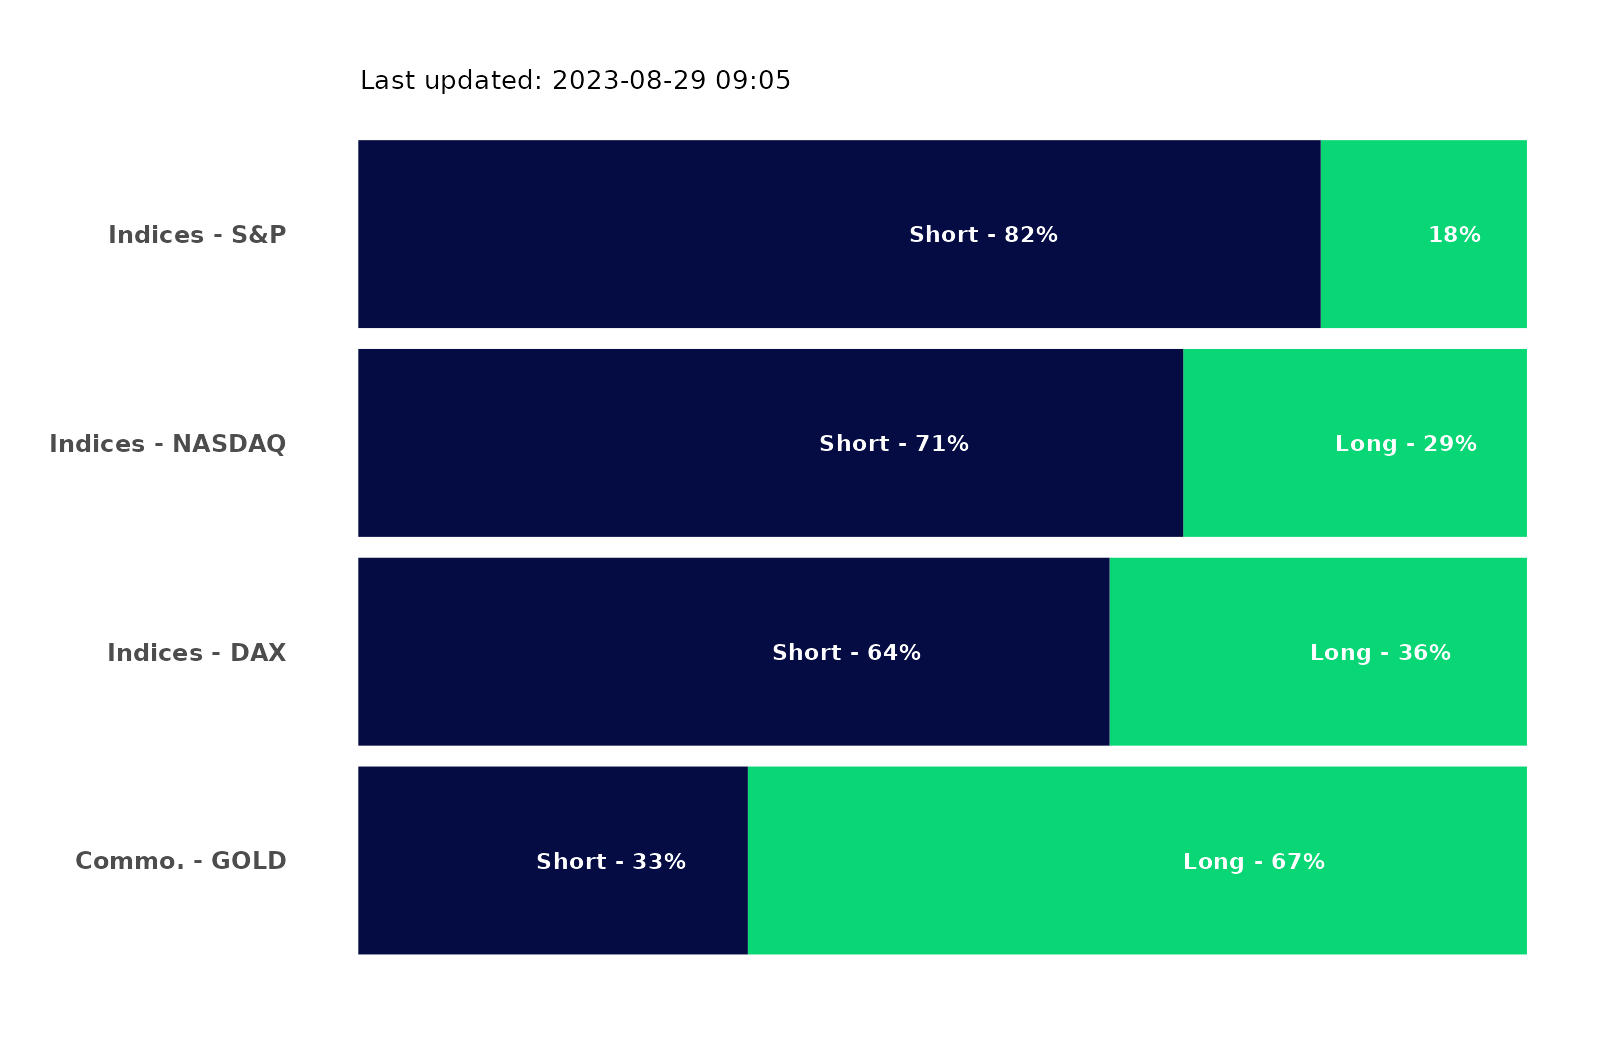 Last updated: 2023-08-29 09:05
Indices - S&P Short - 82% 18%
Indices - NASDAQ Short - 71% Long - 29%
Indices - DAX Short - 64% Long - 36%
Commo. - GOLD Short - 33% Long - 67%